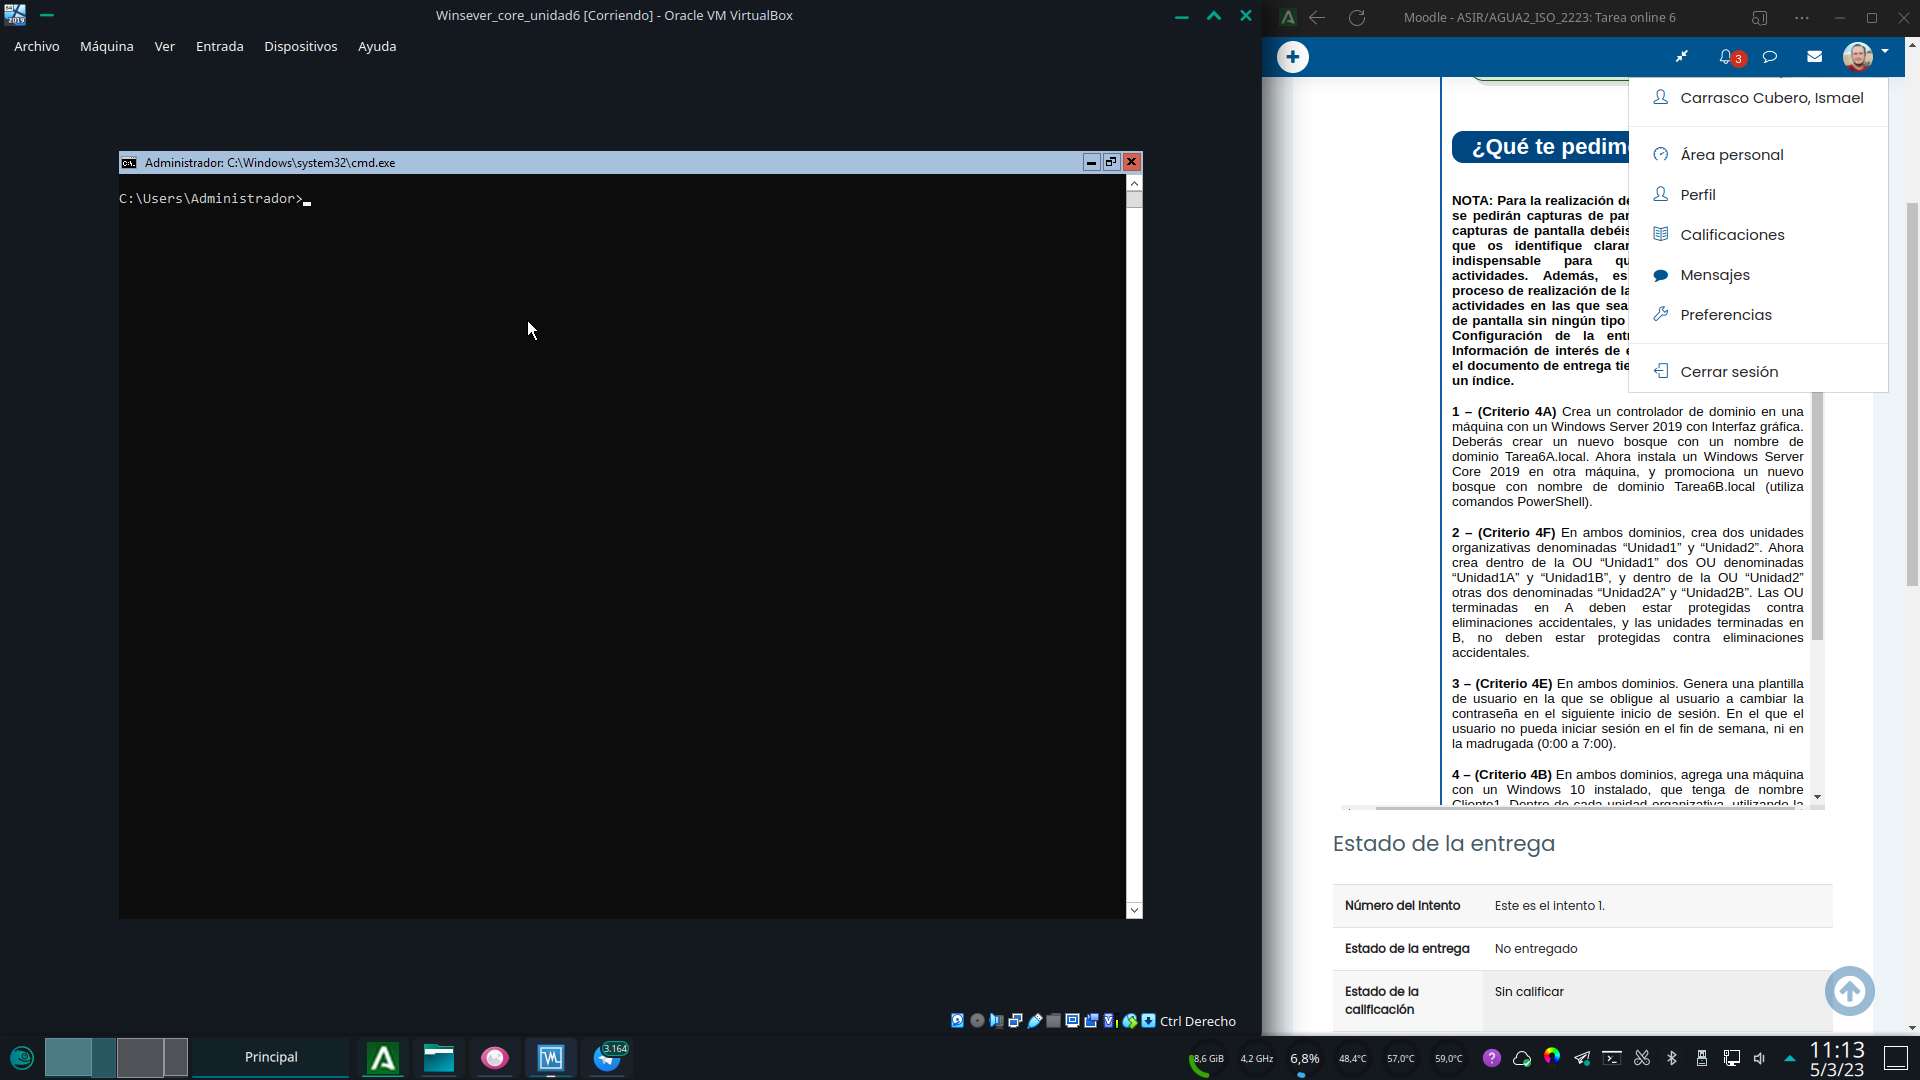 Winsever_core_unidad6 [Corriendo] - Oracle VM VirtualBox
Archivo Máquina Ver Entrada Dispositivos Ayuda
Administrador: C:\Windows\system32\cmd.exe
C:\Users\Administrador>
Ctrl Derecho
Moodle - ASIR/AGUA2_ISO_2223: Tarea online 6
3
Carrasco Cubero, Ismael
Área personal
Perfil
Calificaciones
Mensajes
Preferencias
Cerrar sesión
¿Qué te pedim
NOTA: Para la realización de
se pedirán capturas de pan
capturas de pantalla debéis
que os identifique claram
indispensable para qu
actividades. Además, es
proceso de realización de la
actividades en las que sea
de pantalla sin ningún tipo
Configuración de la ent
Información de interés de e
el documento de entrega tie
un índice.
1 – (Criterio 4A) Crea un controlador de dominio en una
máquina con un Windows Server 2019 con Interfaz gráfica.
Deberás crear un nuevo bosque con un nombre de
dominio Tarea6A.local. Ahora instala un Windows Server
Core 2019 en otra máquina, y promociona un nuevo
bosque con nombre de dominio Tarea6B.local (utiliza
comandos PowerShell).
2 – (Criterio 4F) En ambos dominios, crea dos unidades
organizativas denominadas “Unidad1” y “Unidad2”. Ahora
crea dentro de la OU “Unidad1” dos OU denominadas
“Unidad1A” y “Unidad1B”, y dentro de la OU “Unidad2”
otras dos denominadas “Unidad2A” y “Unidad2B”. Las OU
terminadas en A deben estar protegidas contra
eliminaciones accidentales, y las unidades terminadas en
B, no deben estar protegidas contra eliminaciones
accidentales.
3 – (Criterio 4E) En ambos dominios. Genera una plantilla
de usuario en la que se obligue al usuario a cambiar la
contraseña en el siguiente inicio de sesión. En el que el
usuario no pueda iniciar sesión en el fin de semana, ni en
la madrugada (0:00 a 7:00).
4 – (Criterio 4B) En ambos dominios, agrega una máquina
con un Windows 10 instalado, que tenga de nombre
Cliente1. Dentro de cada unidad organizativa, utilizando la
Estado de la entrega
Número del intento Este es el intento 1.
Estado de la entrega No entregado
Estado de la calificación Sin calificar
Principal
3.164
8,6 GiB 4,2 GHz 6,8% 48,4°C 57,0°C 59,0°C
11:13
5/3/23